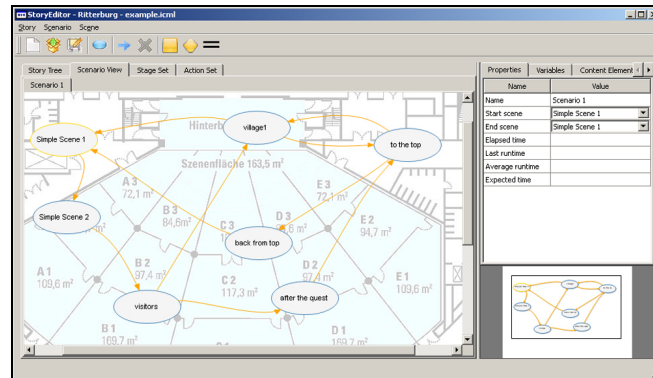 StoryEditor - Ritterburg - example.icml
Story Scenario Scene
Story Tree Scenario View Stage Set Action Set
Scenario 1
Hinterb
village1
Simple Scene 1
to the top
Szenenfläche 163,5 m²
A 3
72,1 m²
E 3
72,1 m²
B 3
84,6m²
C 3
D 3
E 2
94,7 m²
Simple Scene 2
back from top
A 1
109,6 m²
B 2
97,4 m²
C 2
117,3 m²
D 2
97,4 m²
E 1
109,6 m²
visitors
after the quest
B 1
169,7 m²
D 1
169,7 m²
Properties Variables Content Element
Name Value
Name Scenario 1
Start scene Simple Scene 1
End scene Simple Scene 1
Elapsed time
Last runtime
Average runtime
Expected time